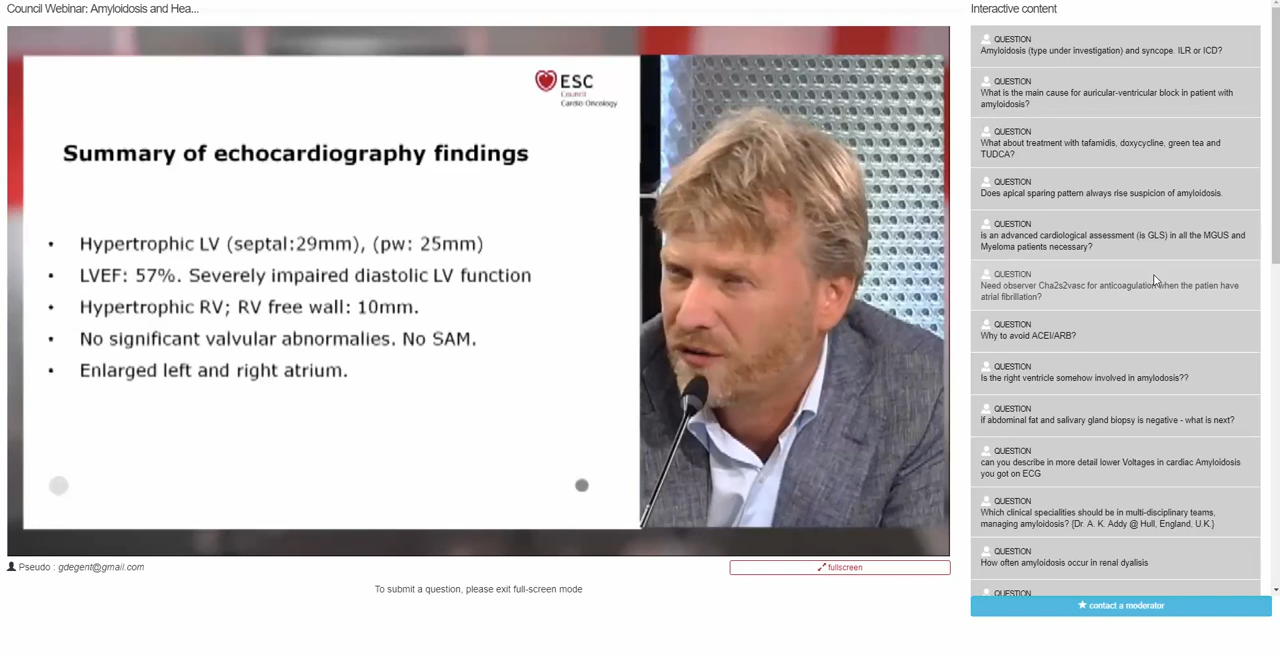 Council Webinar: Amyloidosis and Hea...
ESC
Council
Cardio Oncology
Summary of echocardiography findings
• Hypertrophic LV (septal:29mm), (pw: 25mm)
• LVEF: 57%. Severely impaired diastolic LV function
• Hypertrophic RV; RV free wall: 10mm.
• No significant valvular abnormalies. No SAM.
• Enlarged left and right atrium.
Pseudo : gdegent@gmail.com
fullscreen
To submit a question, please exit full-screen mode
Interactive content
QUESTION
Amyloidosis (type under investigation) and syncope. ILR or ICD?
QUESTION
What is the main cause for auricular-ventricular block in patient with
amyloidosis?
QUESTION
What about treatment with tafamidis, doxycycline, green tea and
TUDCA?
QUESTION
Does apical sparing pattern always rise suspicion of amyloidosis.
QUESTION
is an advanced cardiological assessment (is GLS) in all the MGUS and
Myeloma patients necessary?
QUESTION
Need observer Cha2s2vasc for anticoagulation when the patien have
atrial fibrillation?
QUESTION
Why to avoid ACEI/ARB?
QUESTION
Is the right ventricle somehow involved in amylodosis??
QUESTION
if abdominal fat and salivary gland biopsy is negative - what is next?
QUESTION
can you describe in more detail lower Voltages in cardiac Amyloidosis
you got on ECG
QUESTION
Which clinical specialities should be in multi-disciplinary teams,
managing amyloidosis? {Dr. A. K. Addy @ Hull, England, U.K.}
QUESTION
How often amyloidosis occur in renal dyalisis
QUESTION
contact a moderator